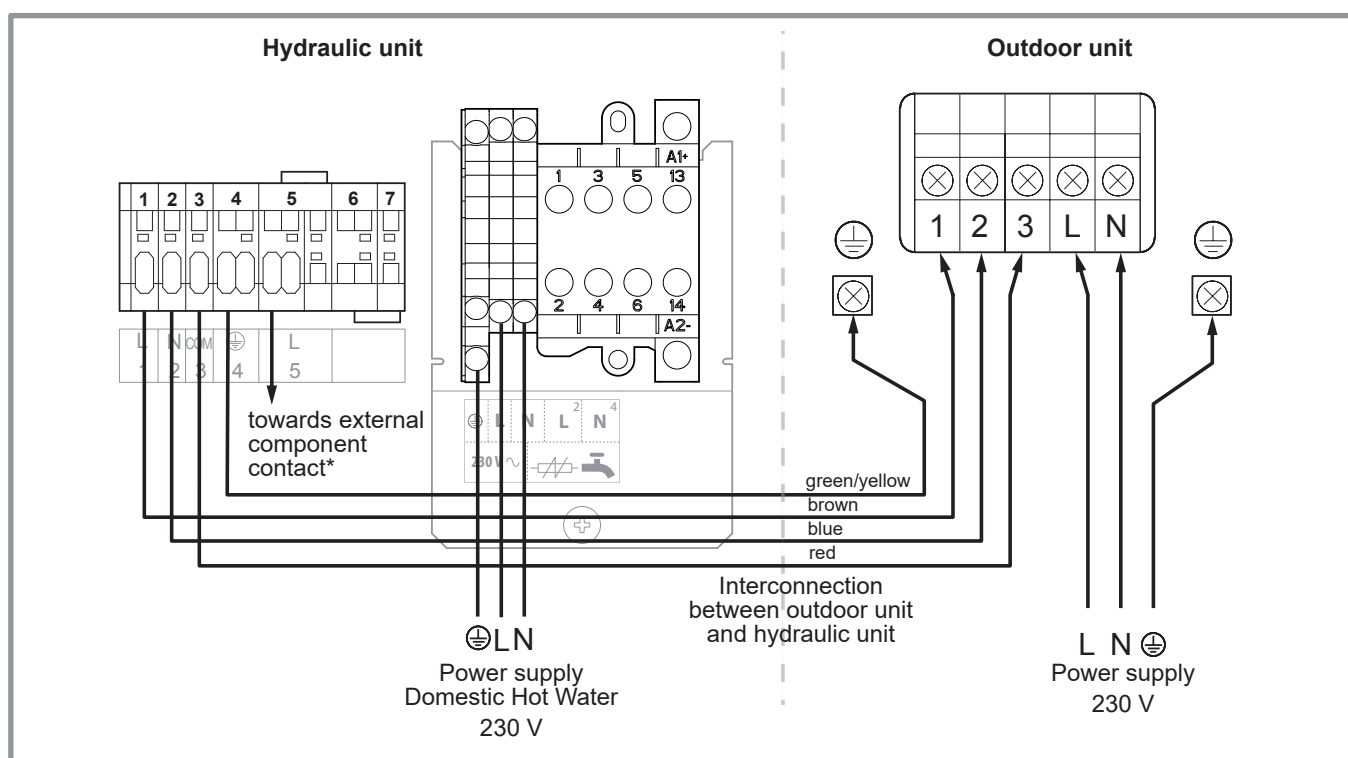 Hydraulic unit
Outdoor unit
1 2 3 4 5 6 7
L N COM L
1 2 3 4 5
towards external
component
contact*
A1+
1 3 5 13
2 4 6 14
A2-
L N L 2 N 4
230 V
1 2 3 L N
green/yellow
brown
blue
red
Interconnection
between outdoor unit
and hydraulic unit
L N
Power supply
Domestic Hot Water
230 V
L N
Power supply
230 V